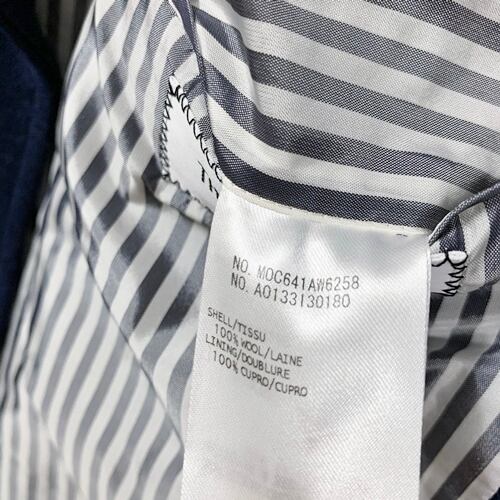 NO. MOC641AW6258
NO. A0133130180
SHELL/TISSU
100% WOOL/LAINE
LINING/DOUBLURE
100% CUPRO/CUPRO